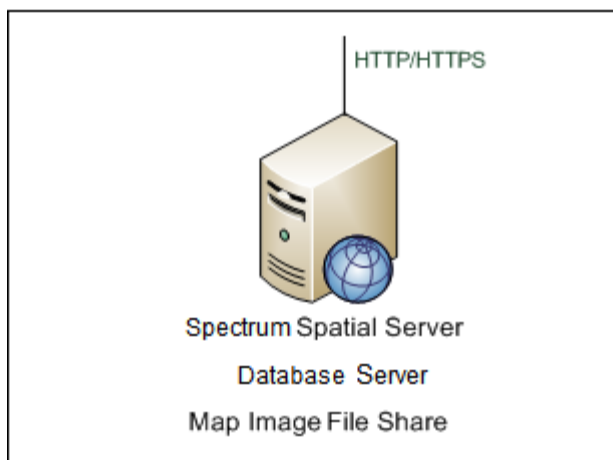 HTTP/HTTPS
Spectrum Spatial Server
Database Server
Map Image File Share